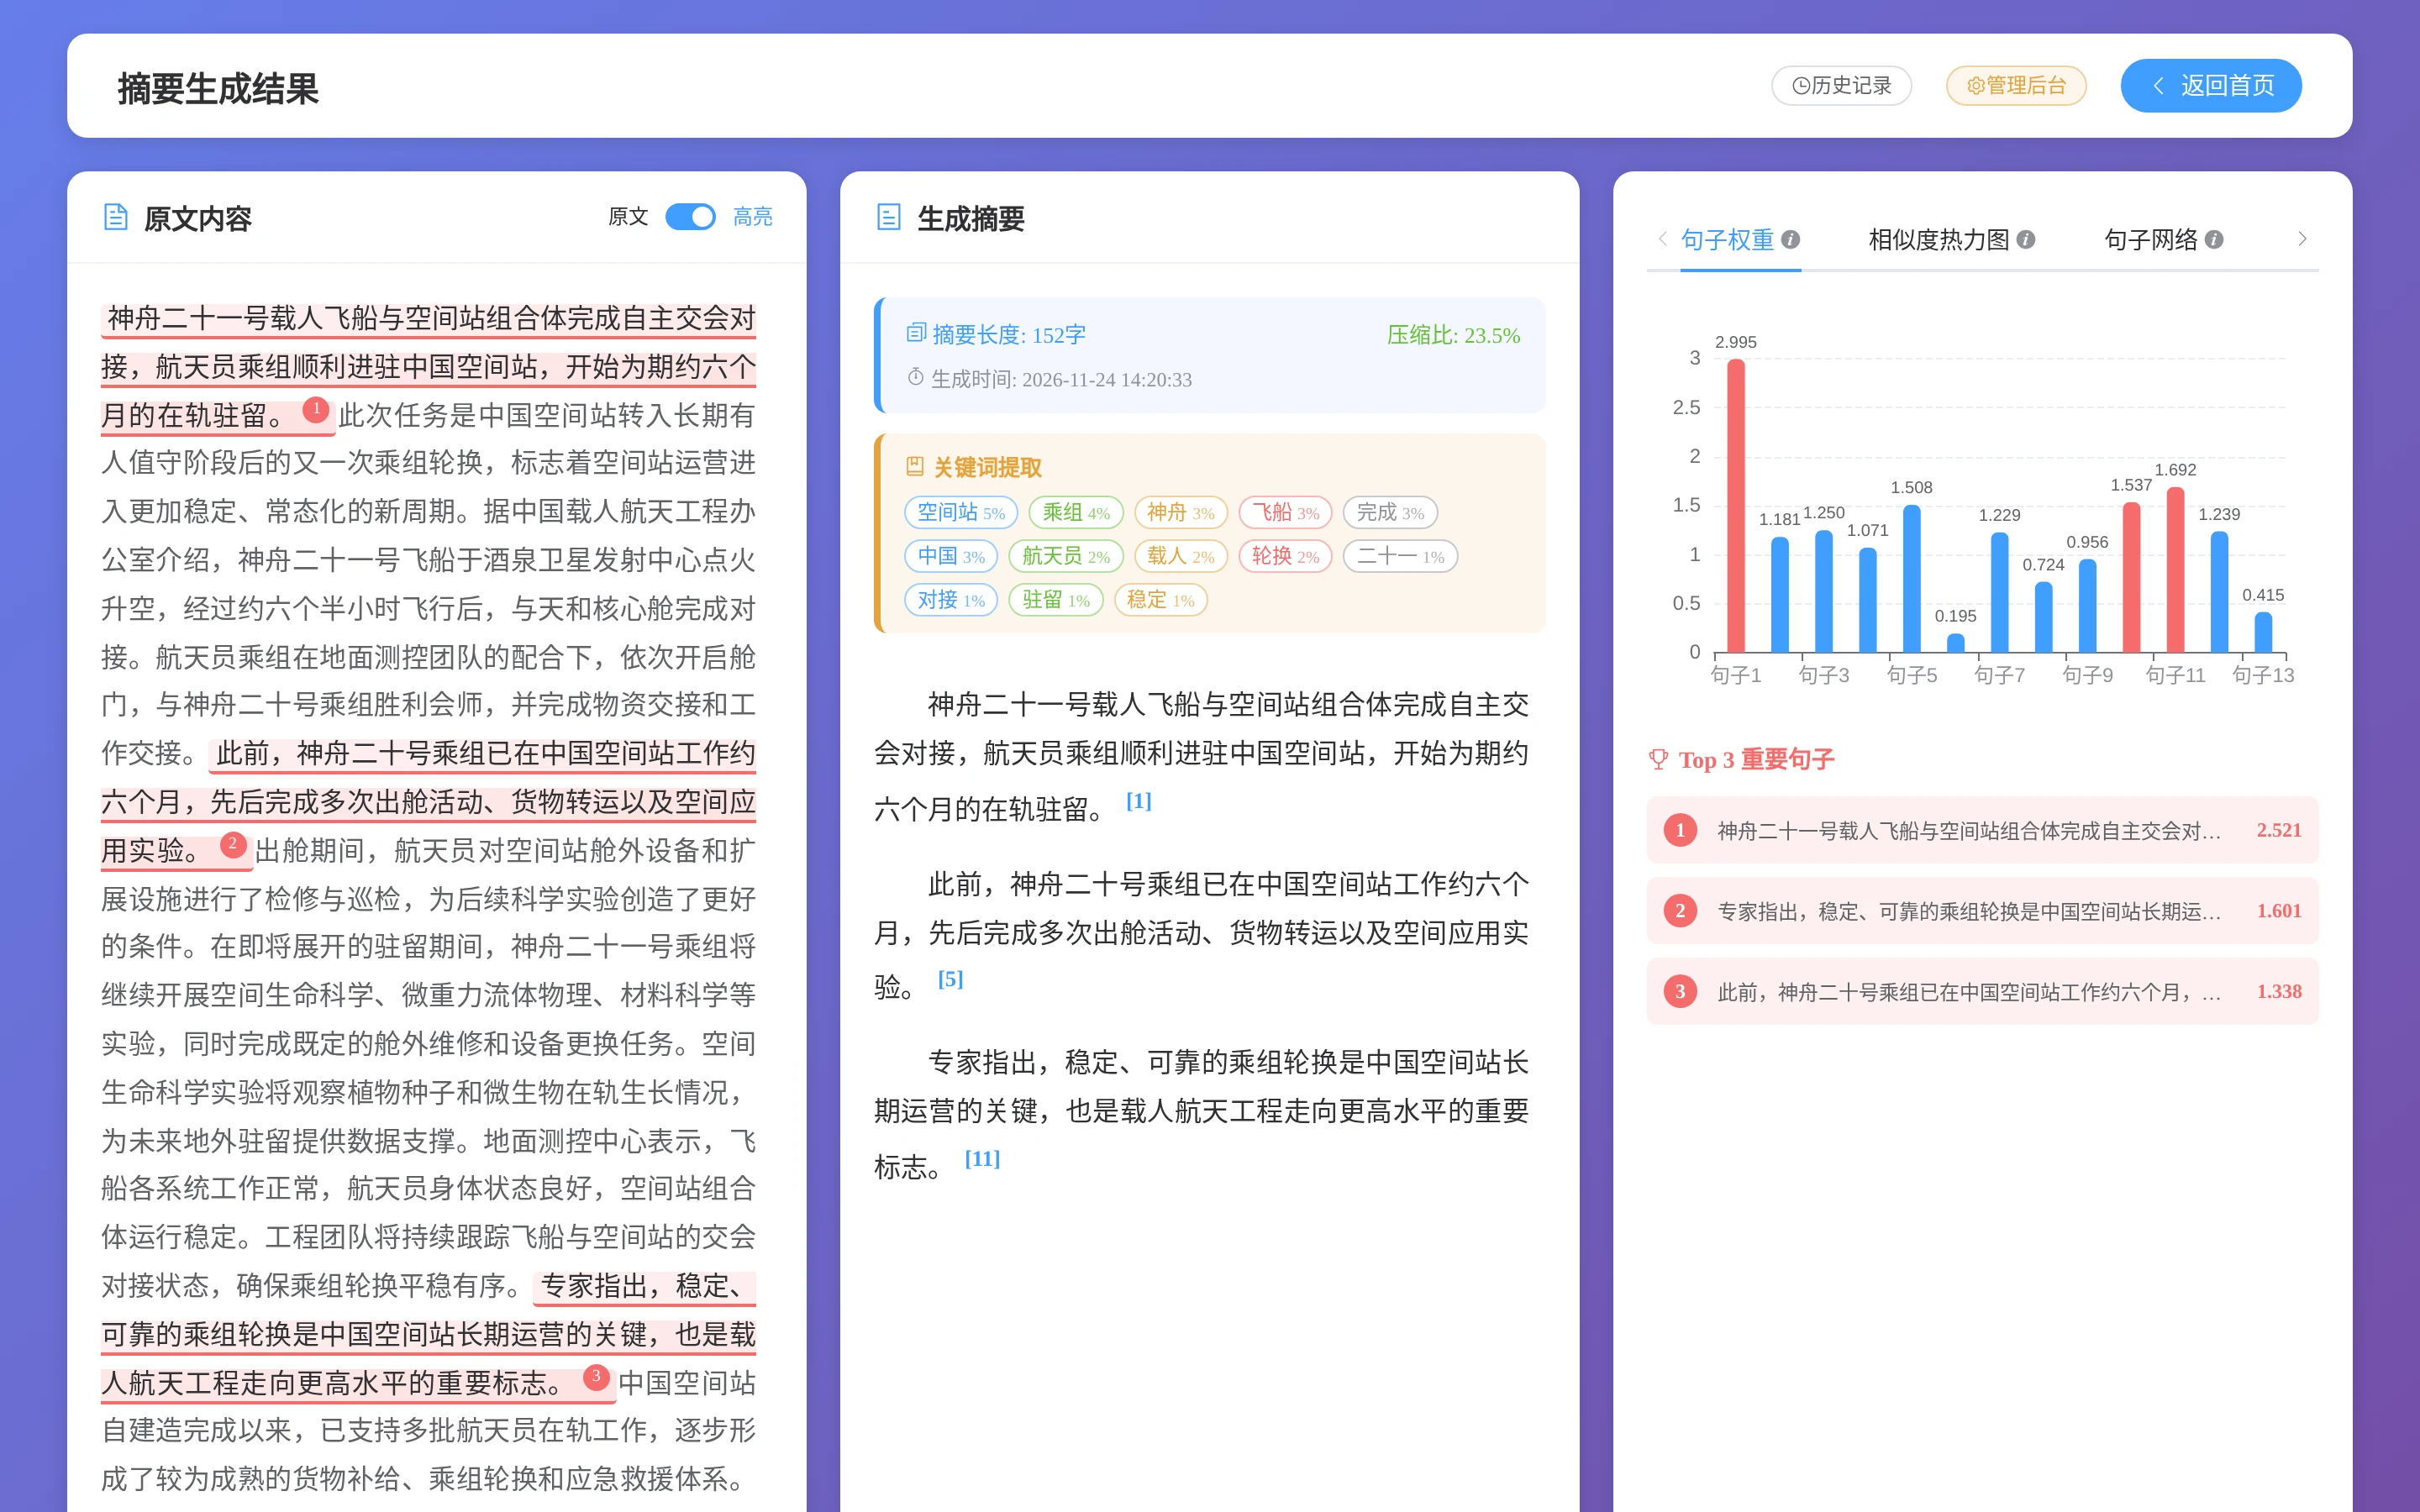 摘要生成结果
历史记录
管理后台
返回首页
原文内容
原文
高亮
神舟二十一号载人飞船与空间站组合体完成自主交会对
接，航天员乘组顺利进驻中国空间站，开始为期约六个
月的在轨驻留。 1 此次任务是中国空间站转入长期有
人值守阶段后的又一次乘组轮换，标志着空间站运营进
入更加稳定、常态化的新周期。据中国载人航天工程办
公室介绍，神舟二十一号飞船于酒泉卫星发射中心点火
升空，经过约六个半小时飞行后，与天和核心舱完成对
接。航天员乘组在地面测控团队的配合下，依次开启舱
门，与神舟二十号乘组胜利会师，并完成物资交接和工
作交接。 此前，神舟二十号乘组已在中国空间站工作约
六个月，先后完成多次出舱活动、货物转运以及空间应
用实验。 2 出舱期间，航天员对空间站舱外设备和扩
展设施进行了检修与巡检，为后续科学实验创造了更好
的条件。在即将展开的驻留期间，神舟二十一号乘组将
继续开展空间生命科学、微重力流体物理、材料科学等
实验，同时完成既定的舱外维修和设备更换任务。空间
生命科学实验将观察植物种子和微生物在轨生长情况，
为未来地外驻留提供数据支撑。地面测控中心表示，飞
船各系统工作正常，航天员身体状态良好，空间站组合
体运行稳定。工程团队将持续跟踪飞船与空间站的交会
对接状态，确保乘组轮换平稳有序。 专家指出，稳定、
可靠的乘组轮换是中国空间站长期运营的关键，也是载
人航天工程走向更高水平的重要标志。 3 中国空间站
自建造完成以来，已支持多批航天员在轨工作，逐步形
成了较为成熟的货物补给、乘组轮换和应急救援体系。
生成摘要
摘要长度: 152字
压缩比: 23.5%
生成时间: 2026-11-24 14:20:33
关键词提取
空间站 5% 乘组 4% 神舟 3% 飞船 3% 完成 3%
中国 3% 航天员 2% 载人 2% 轮换 2% 二十一 1%
对接 1% 驻留 1% 稳定 1%
神舟二十一号载人飞船与空间站组合体完成自主交
会对接，航天员乘组顺利进驻中国空间站，开始为期约
六个月的在轨驻留。 [1]
此前，神舟二十号乘组已在中国空间站工作约六个
月，先后完成多次出舱活动、货物转运以及空间应用实
验。 [5]
专家指出，稳定、可靠的乘组轮换是中国空间站长
期运营的关键，也是载人航天工程走向更高水平的重要
标志。 [11]
句子权重 相似度热力图 句子网络
3
2.5
2
1.5
1
0.5
0
2.995
1.181
1.250
1.071
1.508
0.195
1.229
0.724
0.956
1.537
1.692
1.239
0.415
句子1 句子3 句子5 句子7 句子9 句子11 句子13
Top 3 重要句子
1 神舟二十一号载人飞船与空间站组合体完成自主交会对… 2.521
2 专家指出，稳定、可靠的乘组轮换是中国空间站长期运… 1.601
3 此前，神舟二十号乘组已在中国空间站工作约六个月，… 1.338